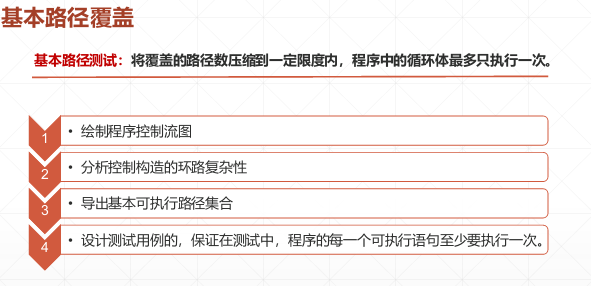 基本路径覆盖
基本路径测试：将覆盖的路径数压缩到一定限度内，程序中的循环体最多只执行一次。
1 • 绘制程序控制流图
2 • 分析控制构造的环路复杂性
3 • 导出基本可执行路径集合
4 • 设计测试用例的，保证在测试中，程序的每一个可执行语句至少要执行一次。